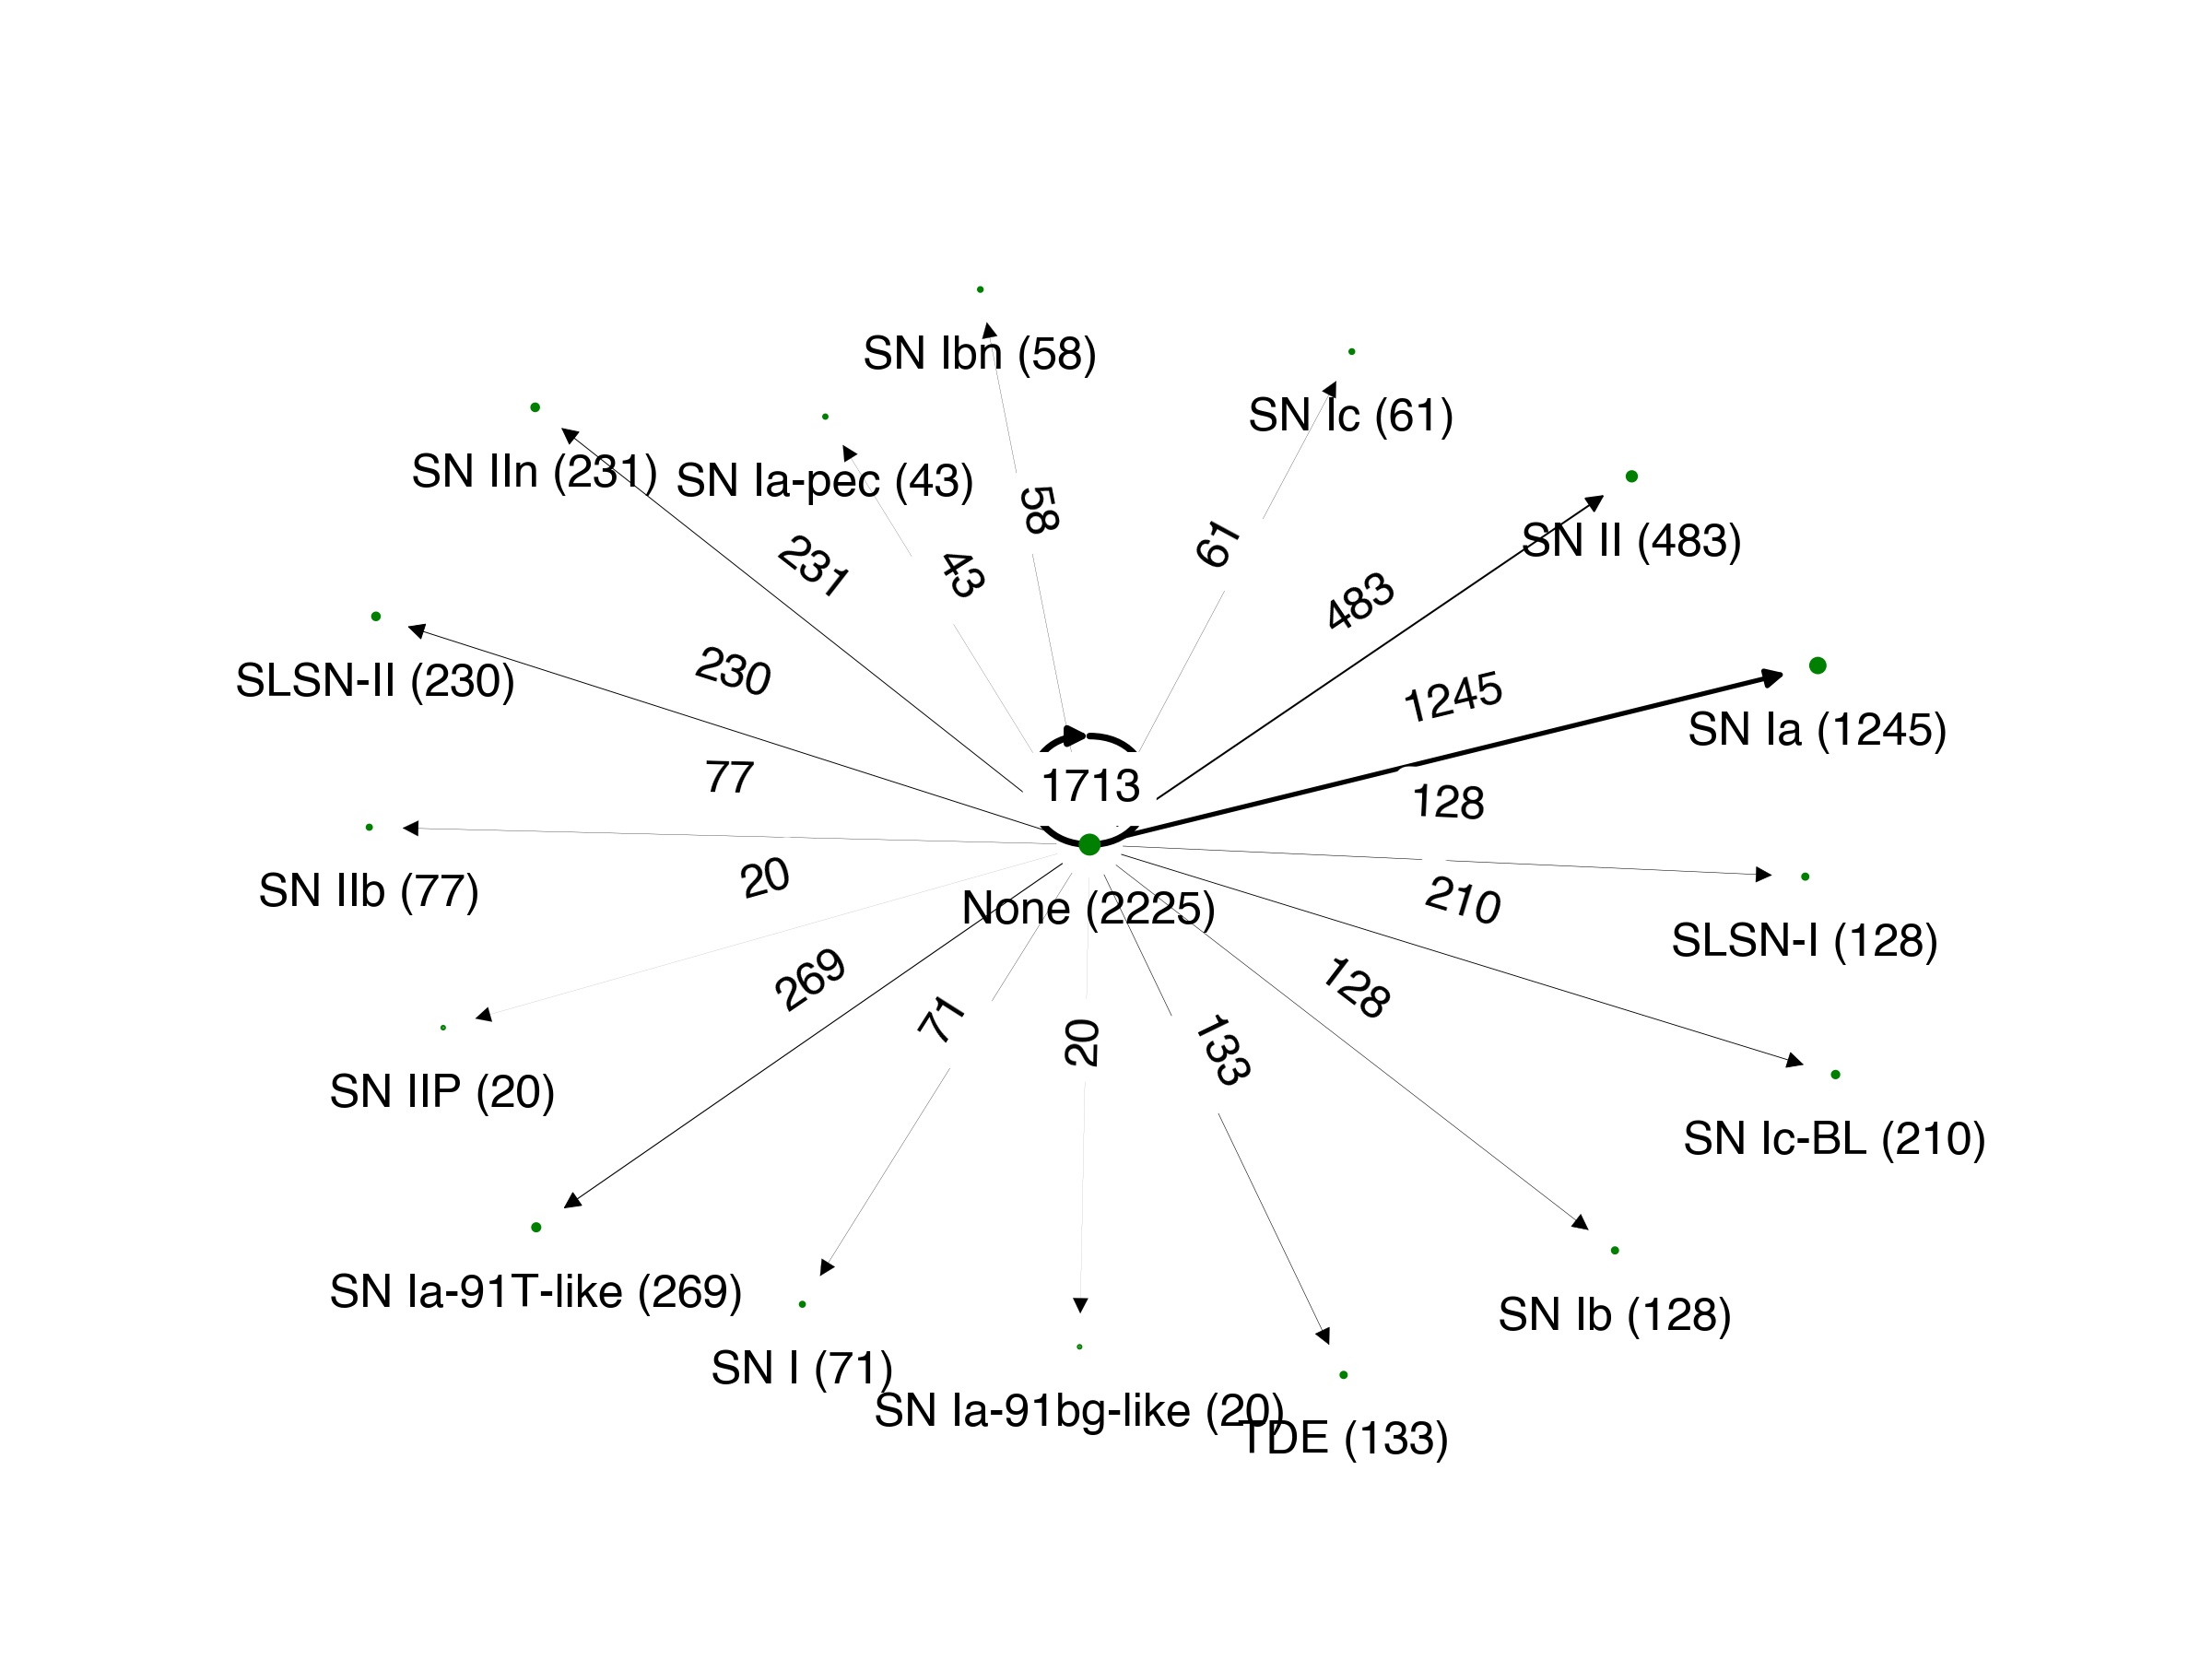 SN Ibn (58)
SN Ic (61)
SN IIn (231)
SN Ia-pec (43)
58
61
SN II (483)
231
43
483
SLSN-II (230)
230
1245
SN Ia (1245)
77
1713
128
SN IIb (77)
20
None (2225)
210
SLSN-I (128)
269
71
20
133
128
SN IIP (20)
SN Ic-BL (210)
SN Ia-91T-like (269)
SN Ib (128)
SN I (71)
SN Ia-91bg-like (20)
TDE (133)